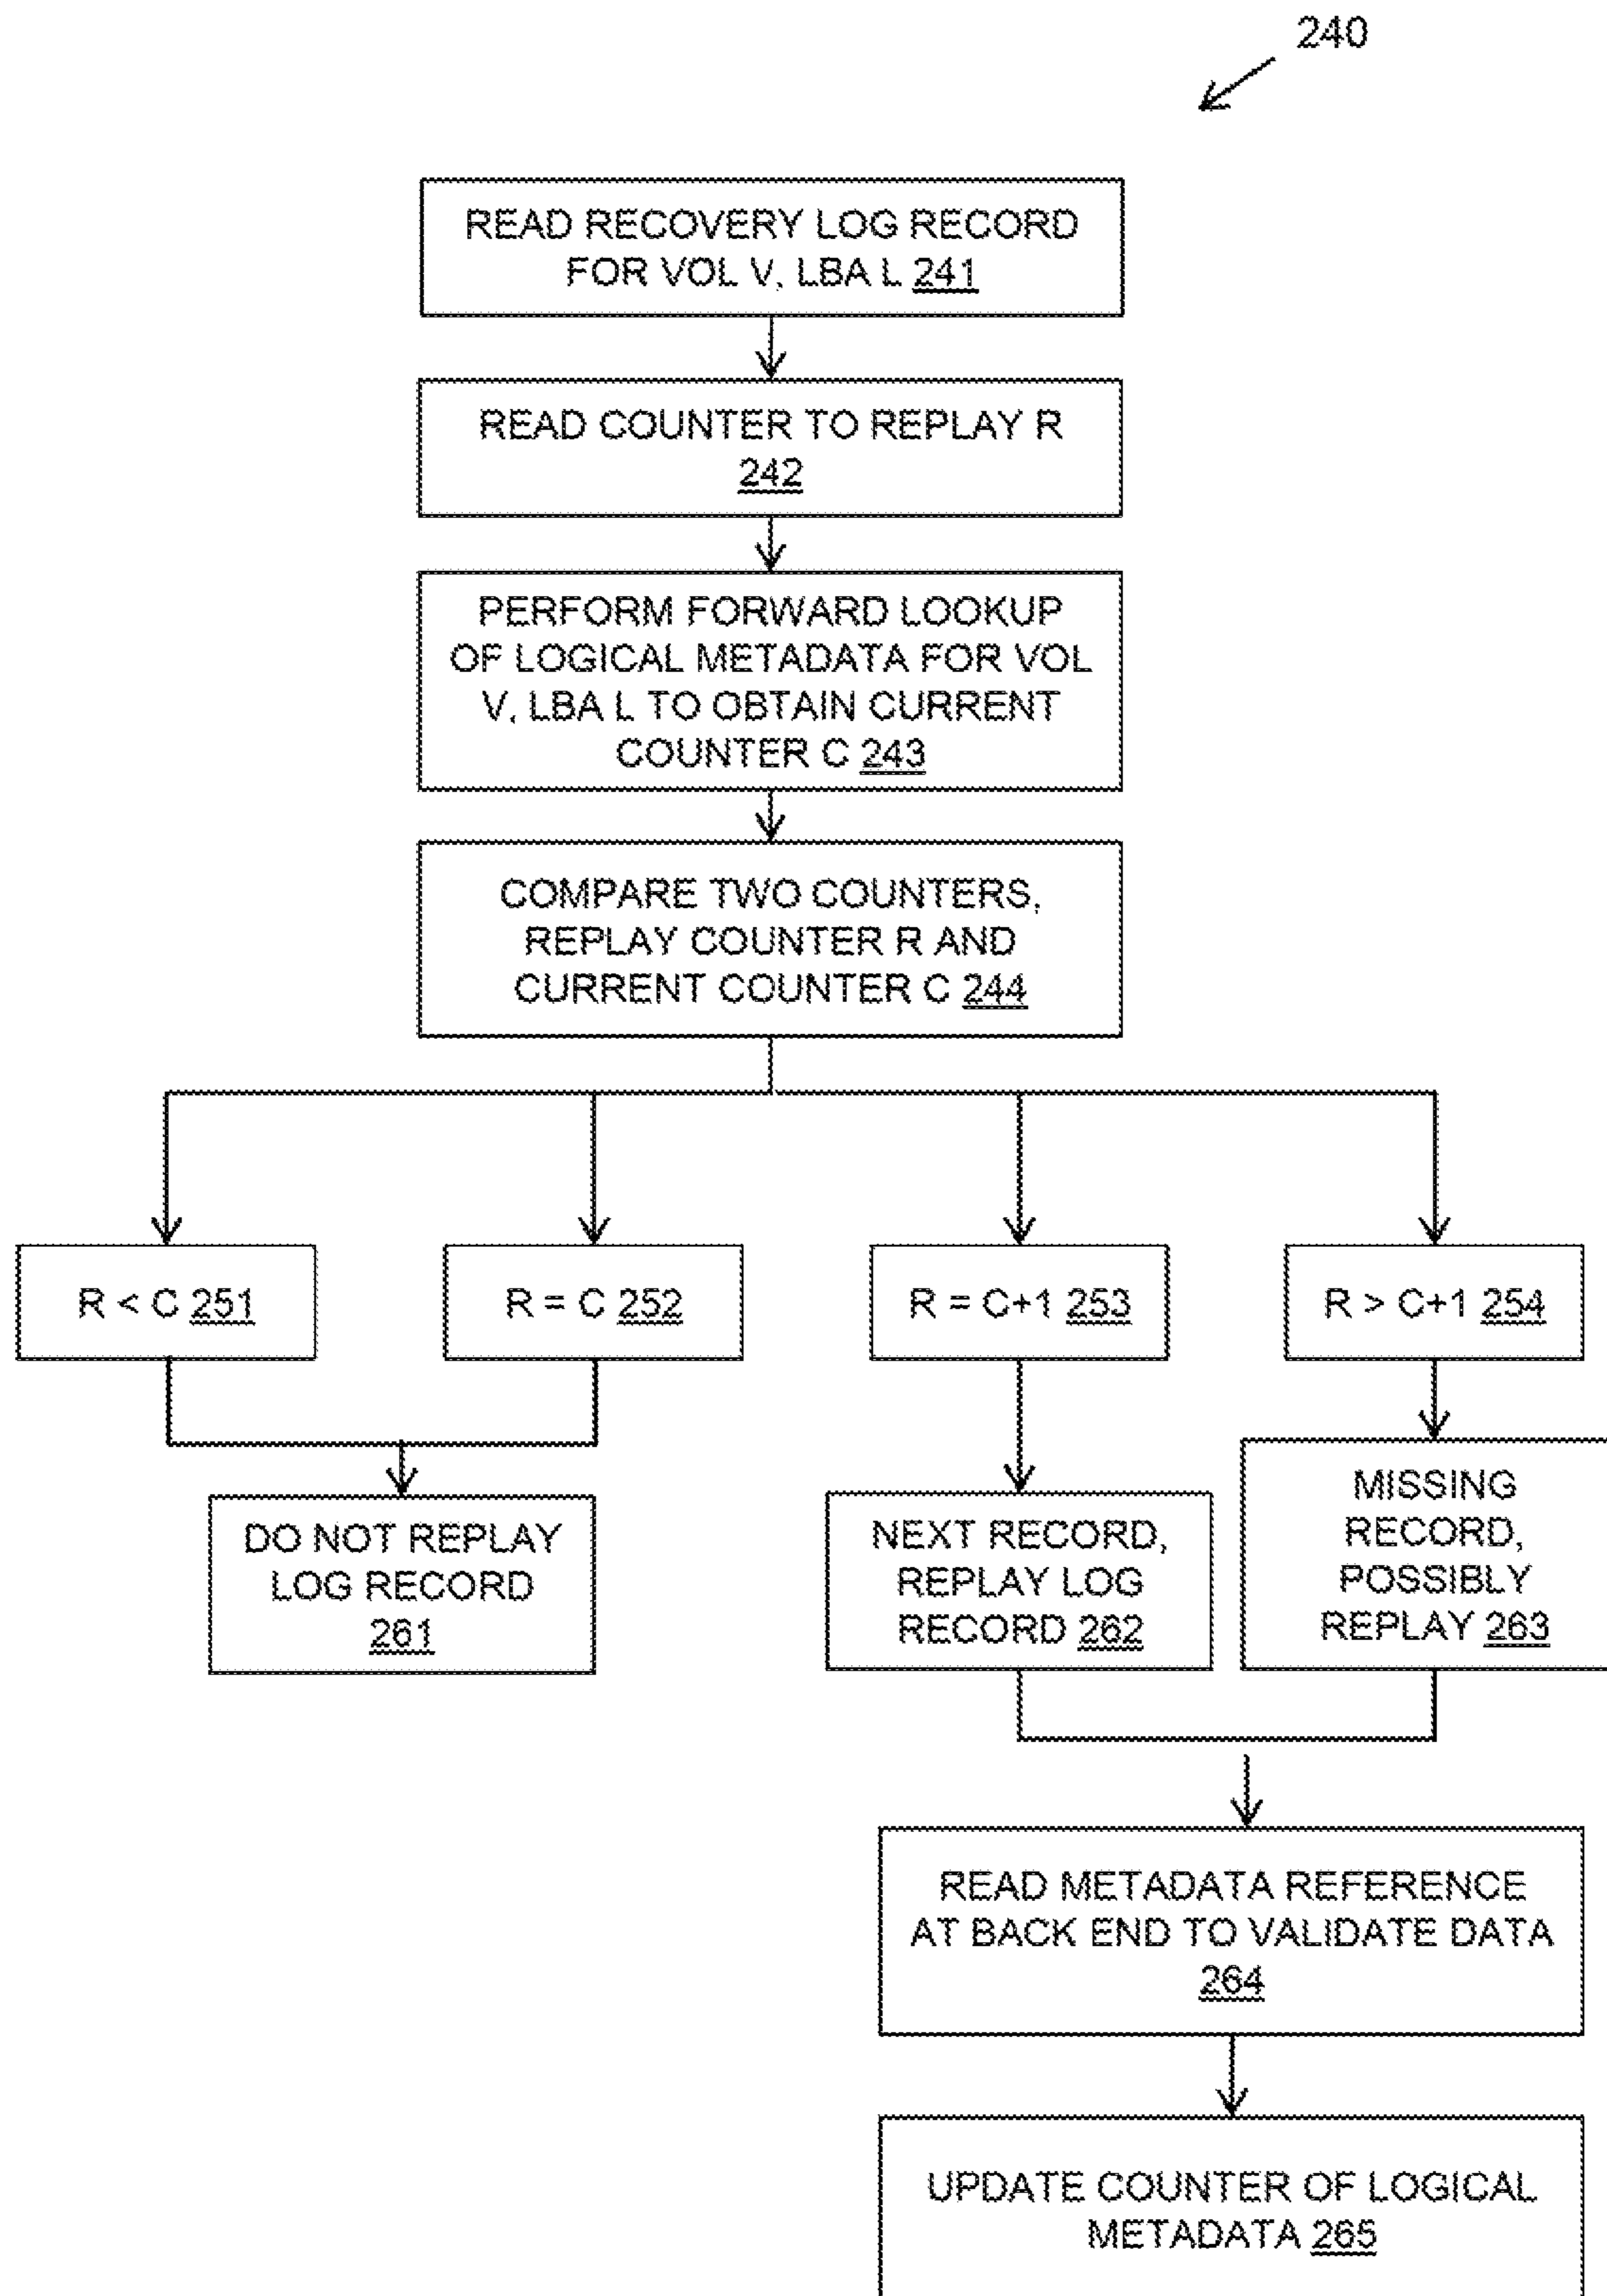 240
READ RECOVERY LOG RECORD
FOR VOL V, LBA L 241
READ COUNTER TO REPLAY R
242
PERFORM FORWARD LOOKUP
OF LOGICAL METADATA FOR VOL
V, LBA L TO OBTAIN CURRENT
COUNTER C 243
COMPARE TWO COUNTERS,
REPLAY COUNTER R AND
CURRENT COUNTER C 244
R < C 251
R = C 252
R = C+1 253
R > C+1 254
DO NOT REPLAY
LOG RECORD
261
NEXT RECORD,
REPLAY LOG
RECORD 262
MISSING
RECORD,
POSSIBLY
REPLAY 263
READ METADATA REFERENCE
AT BACK END TO VALIDATE DATA
264
UPDATE COUNTER OF LOGICAL
METADATA 265